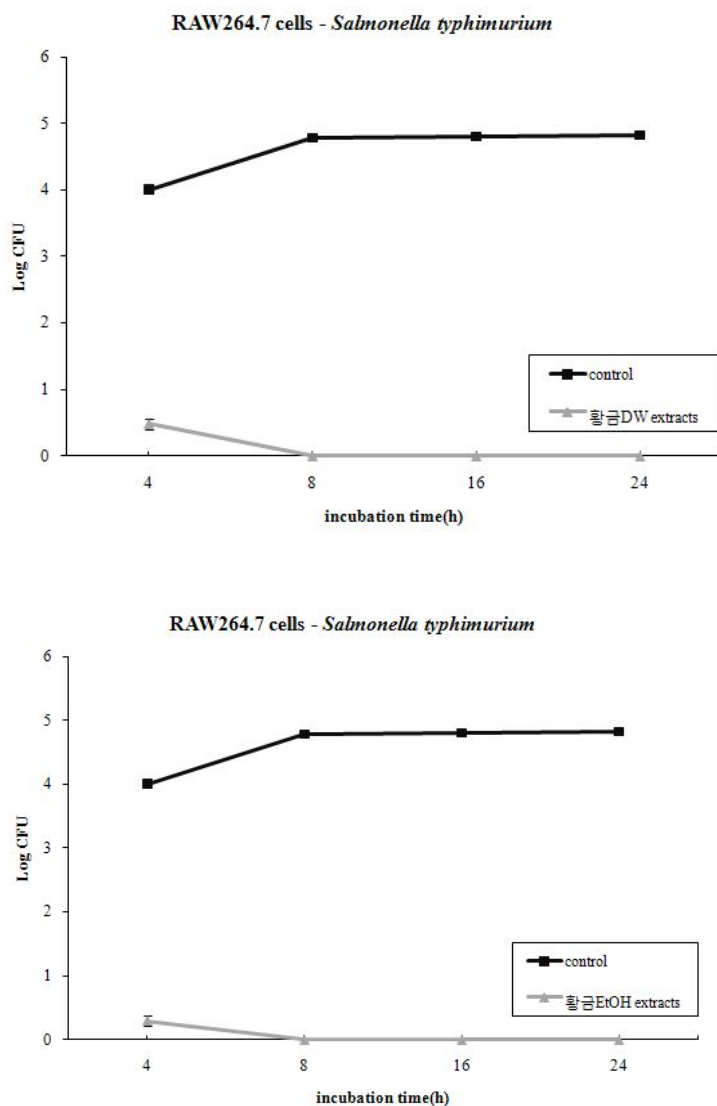 RAW264.7 cells - Salmonella typhimurium
6
5
4
3
2
1
0
Log CFU
control
황금DW extracts
4 8 16 24
incubation time(h)
RAW264.7 cells - Salmonella typhimurium
6
5
4
3
2
1
0
Log CFU
control
황금EtOH extracts
4 8 16 24
incubation time(h)